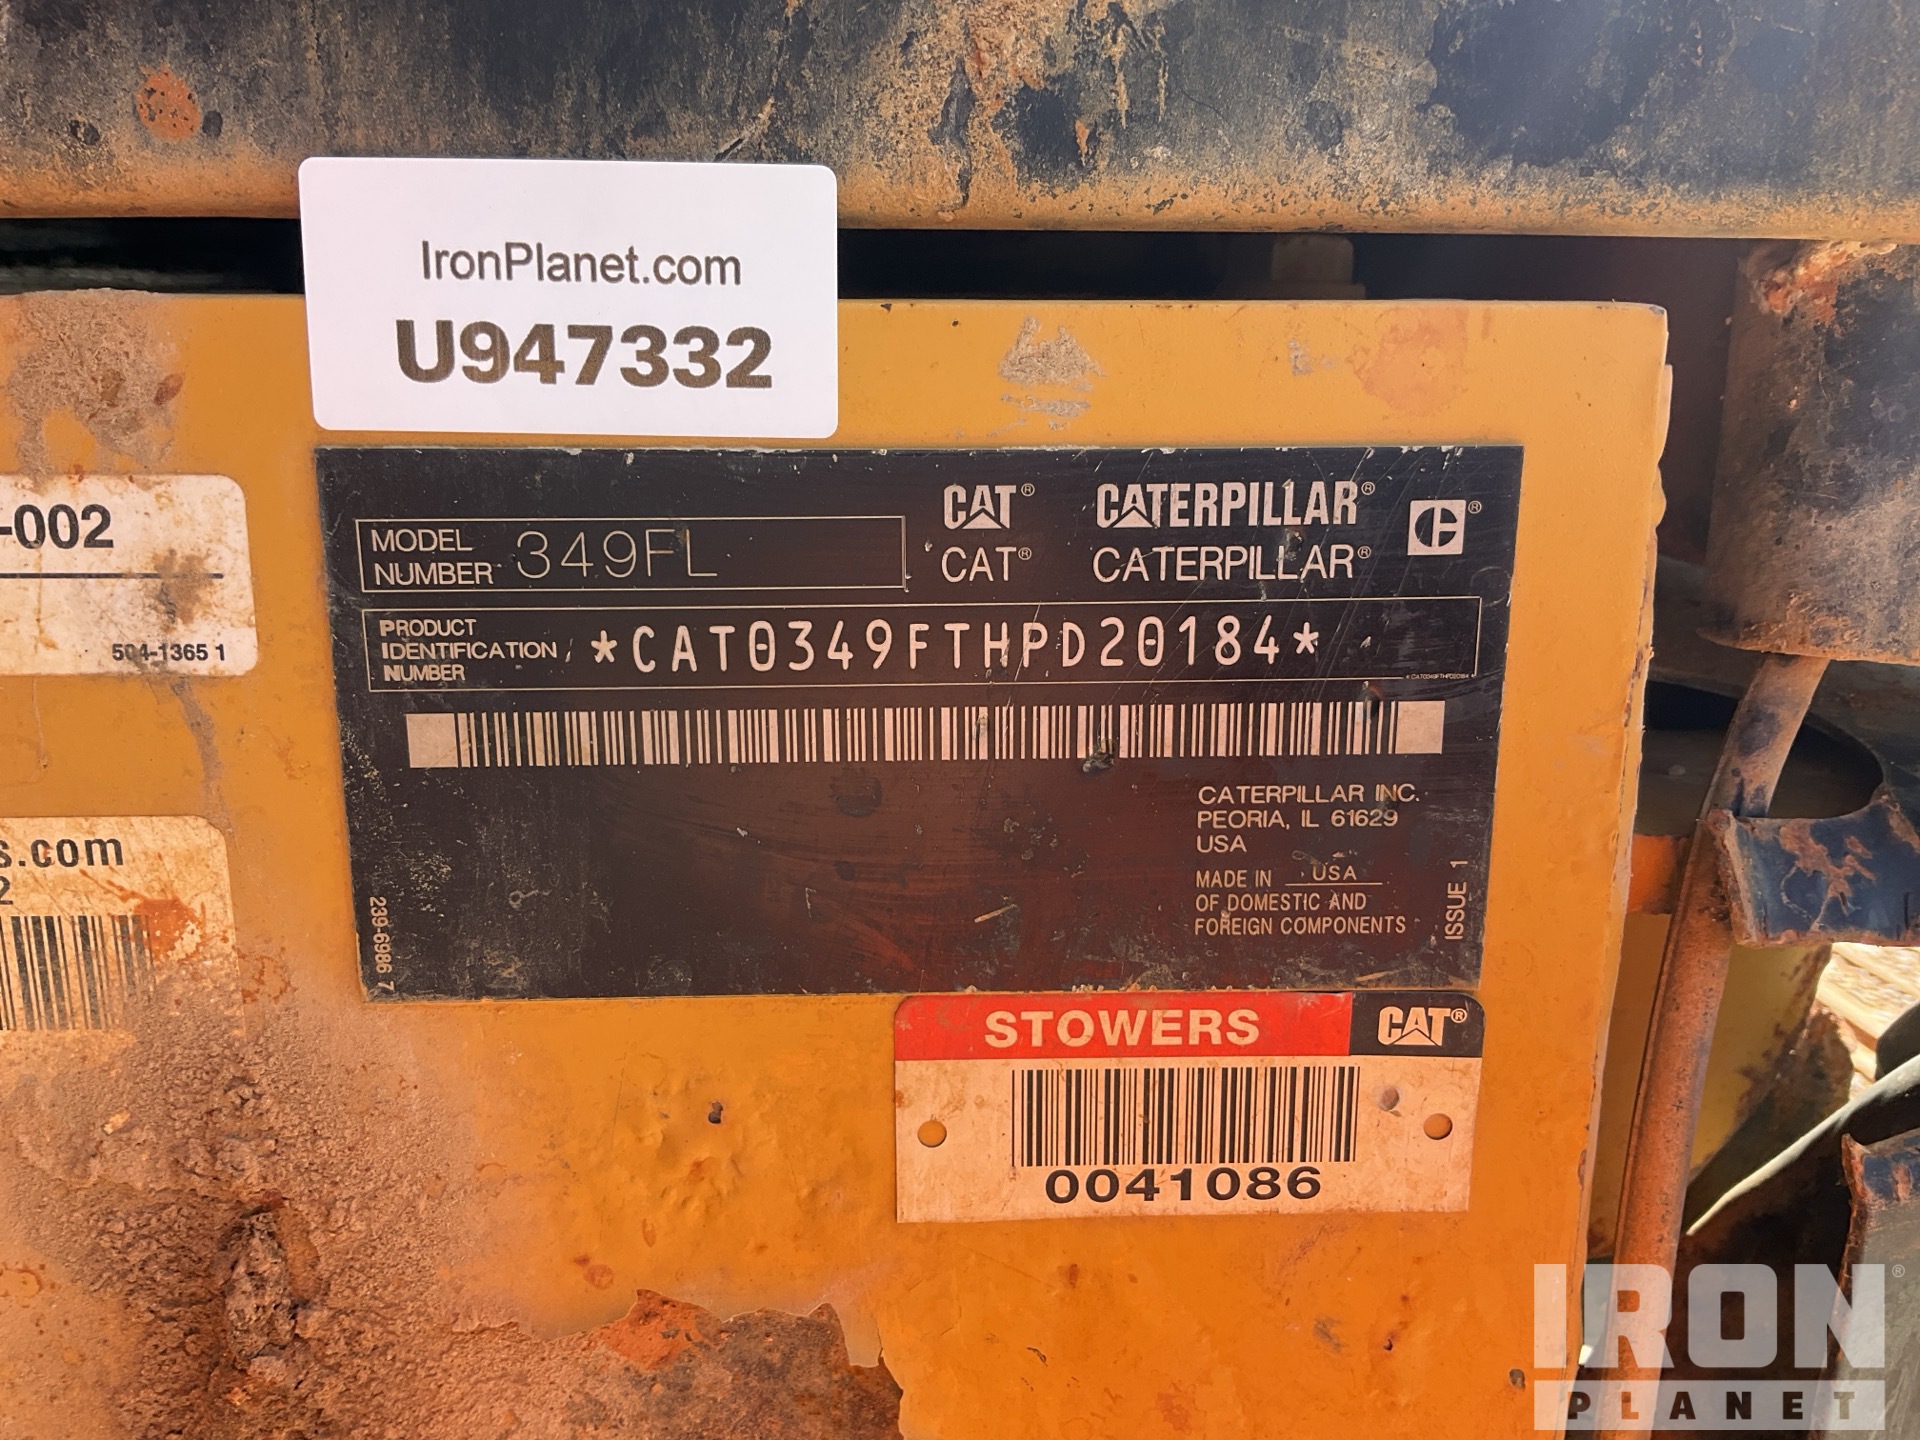 IronPlanet.com
U947332
-002
504-1365 1
s.com
2
MODEL
NUMBER 349FL
CAT® CATERPILLAR® ®
CAT® CATERPILLAR®
PRODUCT
IDENTIFICATION
NUMBER
*CAT0349FTHPD20184*
*CAT0349FTHPD20184*
CATERPILLAR INC.
PEORIA, IL 61629
USA
MADE IN USA
OF DOMESTIC AND
FOREIGN COMPONENTS
ISSUE 1
239-6986 7
STOWERS CAT®
0041086
IRON®
PLANET